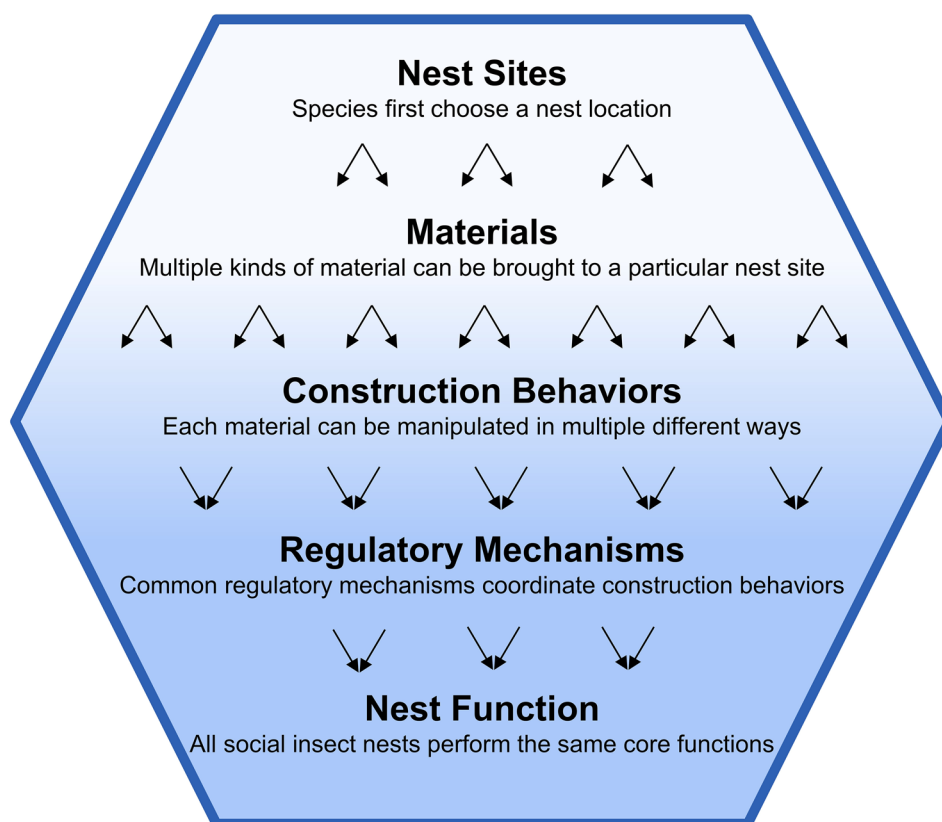 Nest Sites
Species first choose a nest location
Materials
Multiple kinds of material can be brought to a particular nest site
Construction Behaviors
Each material can be manipulated in multiple different ways
Regulatory Mechanisms
Common regulatory mechanisms coordinate construction behaviors
Nest Function
All social insect nests perform the same core functions